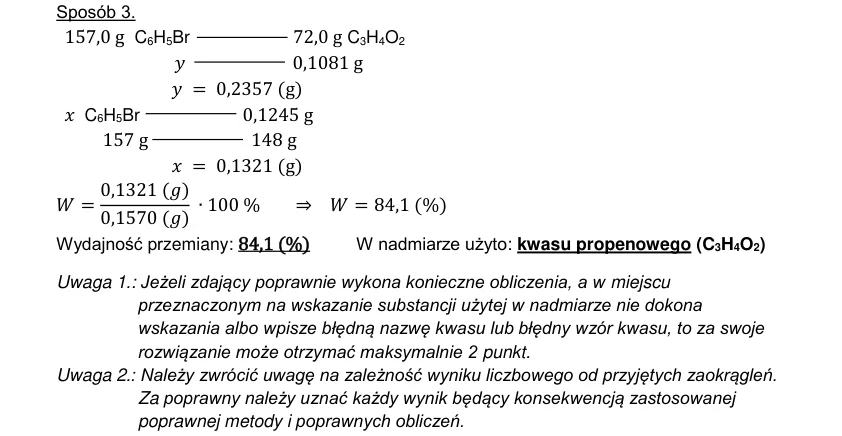 Sposób 3.
157,0 g C₆H₅Br ———— 72,0 g C₃H₄O₂
y ———— 0,1081 g
y = 0,2357 (g)
x C₆H₅Br ———— 0,1245 g
157 g ———— 148 g
x = 0,1321 (g)
W = 0,1321 (g) / 0,1570 (g) · 100 % ⇒ W = 84,1 (%)
Wydajność przemiany: 84,1 (%) W nadmiarze użyto: kwasu propenowego (C₃H₄O₂)
Uwaga 1.: Jeżeli zdający poprawnie wykona konieczne obliczenia, a w miejscu
przeznaczonym na wskazanie substancji użytej w nadmiarze nie dokona
wskazania albo wpisze błędną nazwę kwasu lub błędny wzór kwasu, to za swoje
rozwiązanie może otrzymać maksymalnie 2 punkt.
Uwaga 2.: Należy zwrócić uwagę na zależność wyniku liczbowego od przyjętych zaokrągleń.
Za poprawny należy uznać każdy wynik będący konsekwencją zastosowanej
poprawnej metody i poprawnych obliczeń.